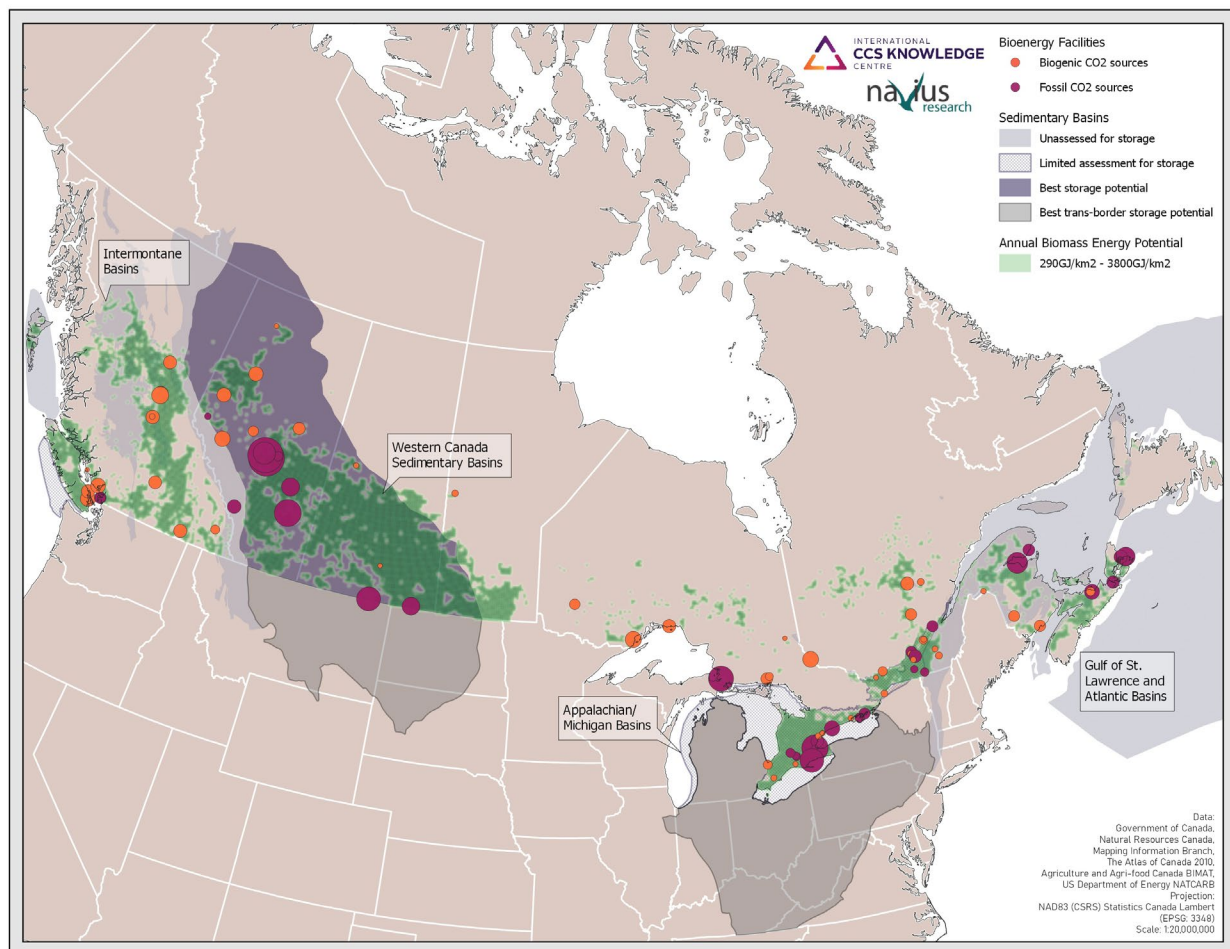 INTERNATIONAL
CCS KNOWLEDGE
CENTRE
navius
research
Bioenergy Facilities
Biogenic CO2 sources
Fossil CO2 sources
Sedimentary Basins
Unassessed for storage
Limited assessment for storage
Best storage potential
Best trans-border storage potential
Annual Biomass Energy Potential
290GJ/km2 - 3800GJ/km2
Intermontane
Basins
Western Canada
Sedimentary Basins
Appalachian/
Michigan Basins
Gulf of St.
Lawrence and
Atlantic Basins
Data:
Government of Canada,
Natural Resources Canada,
Mapping Information Branch,
The Atlas of Canada 2010,
Agriculture and Agri-food Canada BIMAT,
US Department of Energy NATCARB
Projection:
NAD83 (CSRS) Statistics Canada Lambert
(EPSG: 3348)
Scale: 1:20,000,000